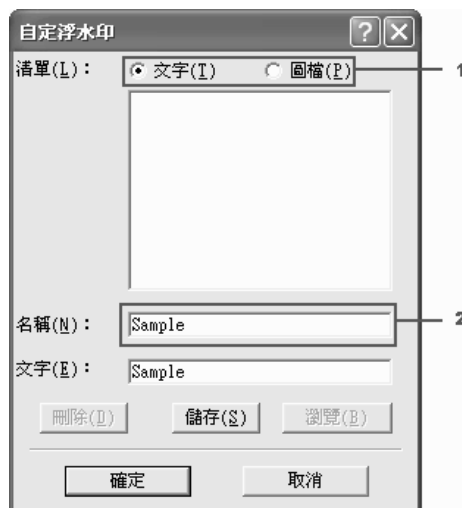 自定浮水印
清單(L)： 文字(T) 圖檔(P) 1
名稱(N)： Sample 2
文字(E)： Sample
刪除(D) 儲存(S) 瀏覽(B)
確定 取消